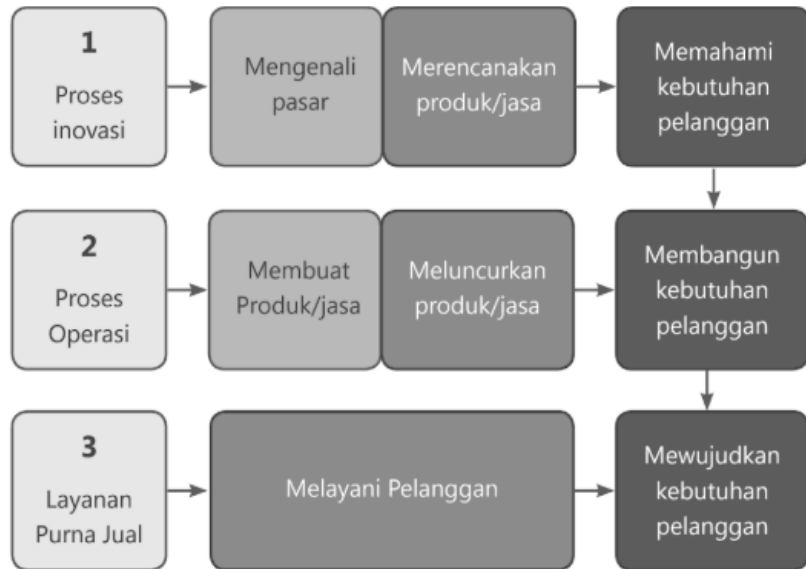 1
Proses
inovasi
Mengenali
pasar
Merencanakan
produk/jasa
Memahami
kebutuhan
pelanggan
2
Proses
Operasi
Membuat
Produk/jasa
Meluncurkan
produk/jasa
Membangun
kebutuhan
pelanggan
3
Layanan
Purna Jual
Melayani Pelanggan
Mewujudkan
kebutuhan
pelanggan